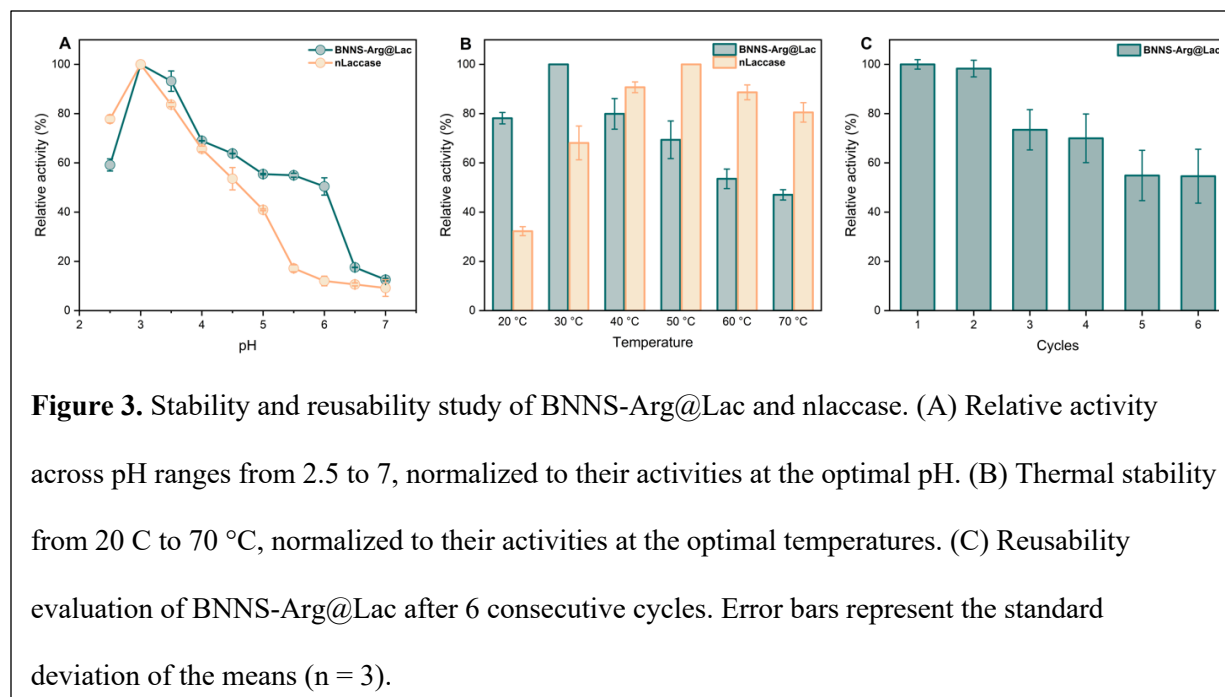 A
BNNS-Arg@Lac
nLaccase
Relative activity (%)
100
80
60
40
20
0
2 3 4 5 6 7
pH
B
BNNS-Arg@Lac
nLaccase
Relative activity (%)
100
80
60
40
20
0
20 °C 30 °C 40 °C 50 °C 60 °C 70 °C
Temperature
C
BNNS-Arg@Lac
Relative activity (%)
100
80
60
40
20
0
1 2 3 4 5 6
Cycles
Figure 3. Stability and reusability study of BNNS-Arg@Lac and nlaccase. (A) Relative activity
across pH ranges from 2.5 to 7, normalized to their activities at the optimal pH. (B) Thermal stability
from 20 C to 70 °C, normalized to their activities at the optimal temperatures. (C) Reusability
evaluation of BNNS-Arg@Lac after 6 consecutive cycles. Error bars represent the standard
deviation of the means (n = 3).